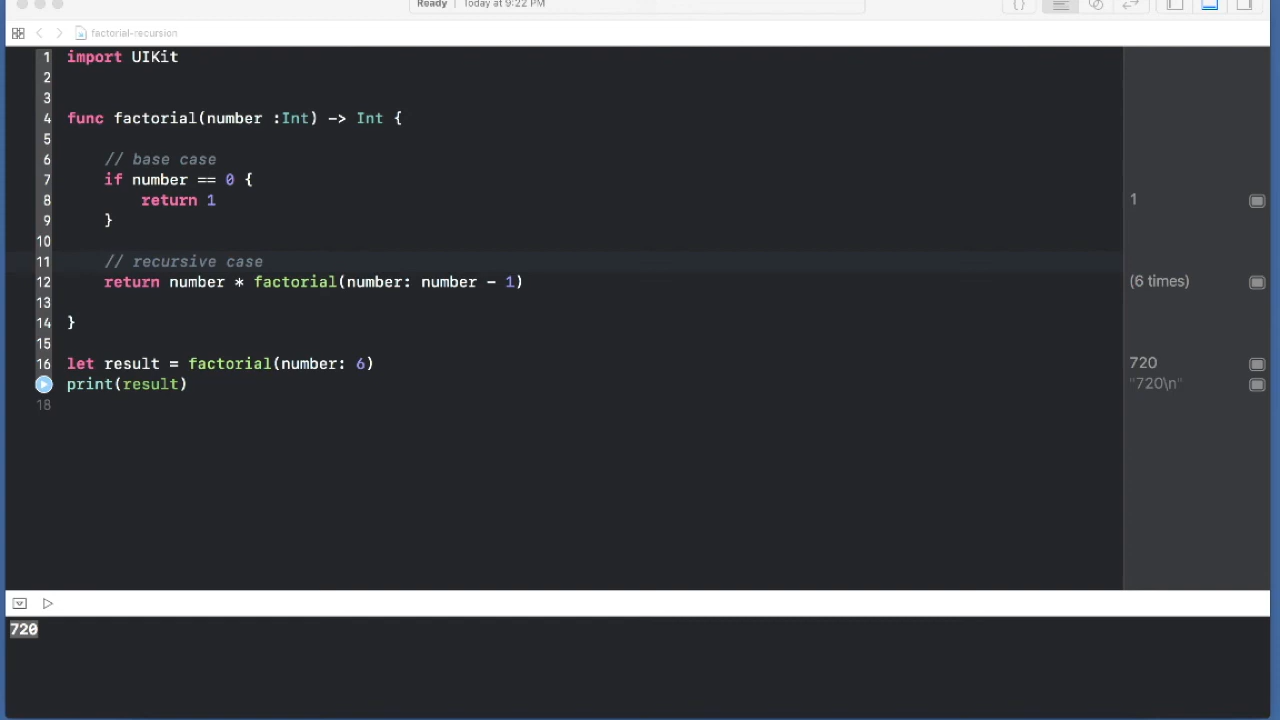 Ready | Today at 9:22 PM
factorial-recursion
1 import UIKit
2
3
4 func factorial(number :Int) -> Int {
5
6 // base case
7 if number == 0 {
8 return 1 1
9 }
10
11 // recursive case
12 return number * factorial(number: number - 1) (6 times)
13
14 }
15
16 let result = factorial(number: 6) 720
print(result) "720\n"
18
720